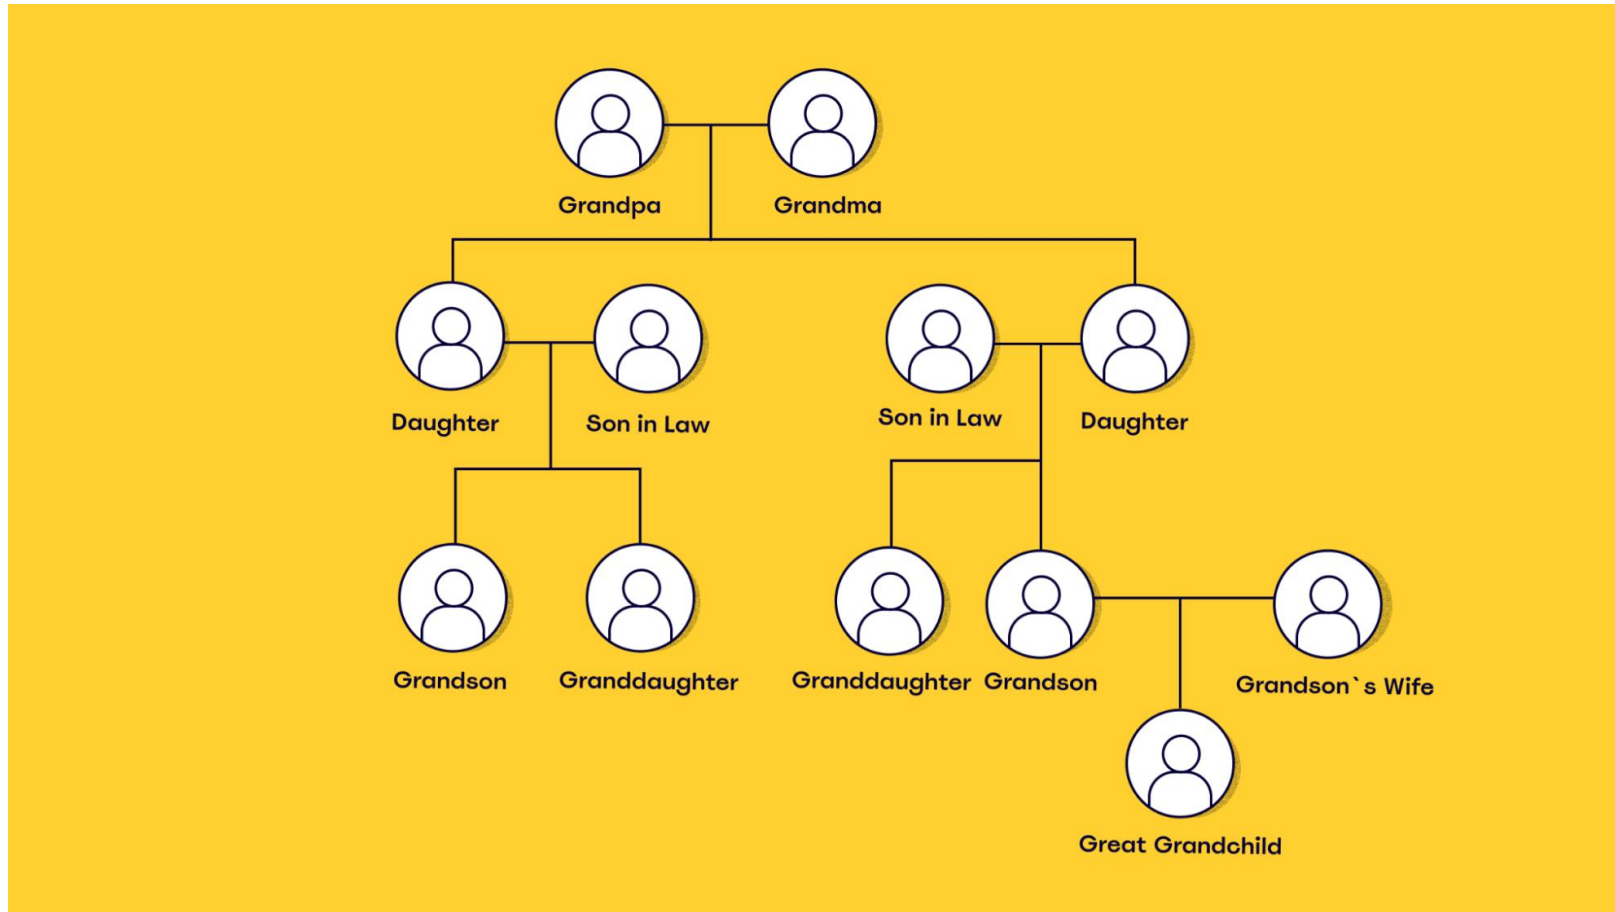 Grandpa
Grandma
Daughter
Son in Law
Son in Law
Daughter
Grandson
Granddaughter
Granddaughter
Grandson
Grandson`s Wife
Great Grandchild